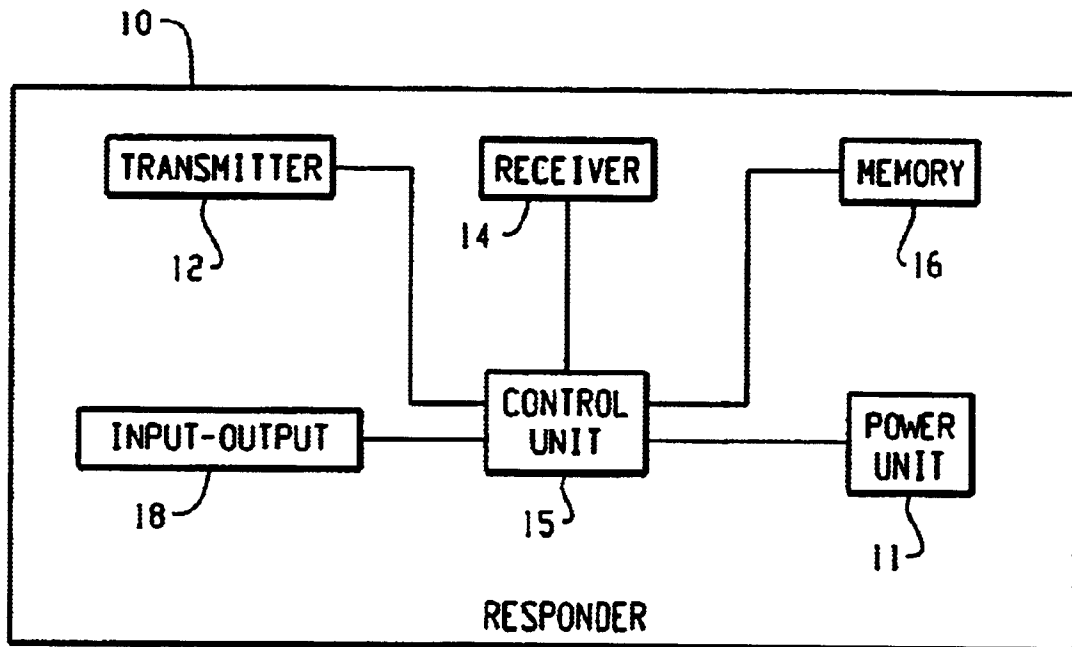 10
TRANSMITTER
RECEIVER
MEMORY
12
14
16
INPUT-OUTPUT
CONTROL
UNIT
POWER
UNIT
18
15
11
RESPONDER